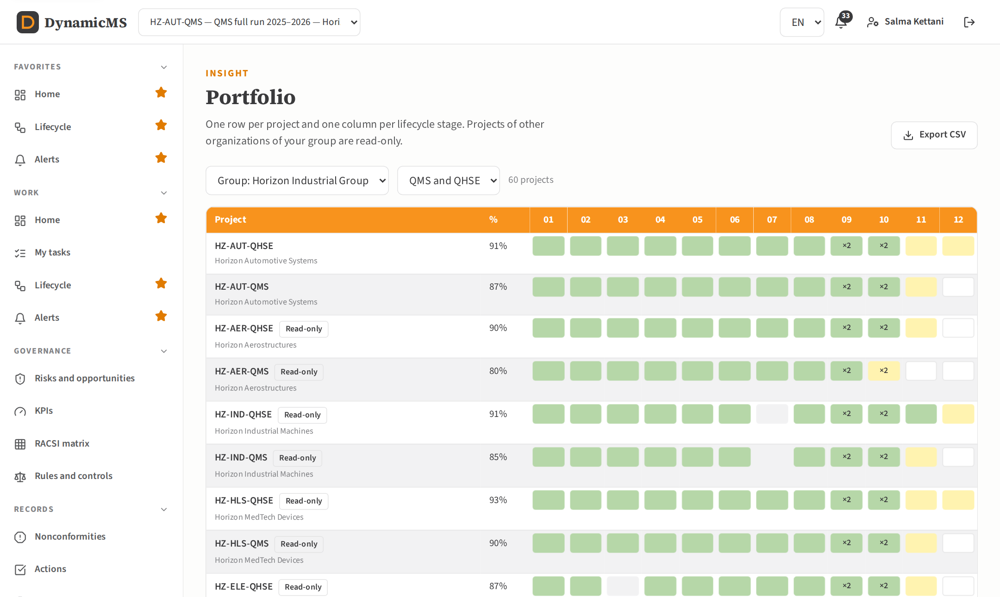 DynamicMS
HZ-AUT-QMS — QMS full run 2025–2026 — Hori
EN
33
Salma Kettani
FAVORITES
Home
Lifecycle
Alerts
WORK
Home
My tasks
Lifecycle
Alerts
GOVERNANCE
Risks and opportunities
KPIs
RACSI matrix
Rules and controls
RECORDS
Nonconformities
Actions
INSIGHT
Portfolio
One row per project and one column per lifecycle stage. Projects of other
organizations of your group are read-only.
Export CSV
Group: Horizon Industrial Group
QMS and QHSE
60 projects
Project % 01 02 03 04 05 06 07 08 09 10 11 12
HZ-AUT-QHSE 91% ×2 ×2
Horizon Automotive Systems
HZ-AUT-QMS 87% ×2 ×2
Horizon Automotive Systems
HZ-AER-QHSE Read-only 90% ×2 ×2
Horizon Aerostructures
HZ-AER-QMS Read-only 80% ×2 ×2
Horizon Aerostructures
HZ-IND-QHSE Read-only 91% ×2 ×2
Horizon Industrial Machines
HZ-IND-QMS Read-only 85% ×2 ×2
Horizon Industrial Machines
HZ-HLS-QHSE Read-only 93% ×2 ×2
Horizon MedTech Devices
HZ-HLS-QMS Read-only 90% ×2 ×2
Horizon MedTech Devices
HZ-ELE-QHSE Read-only 87% ×2 ×2